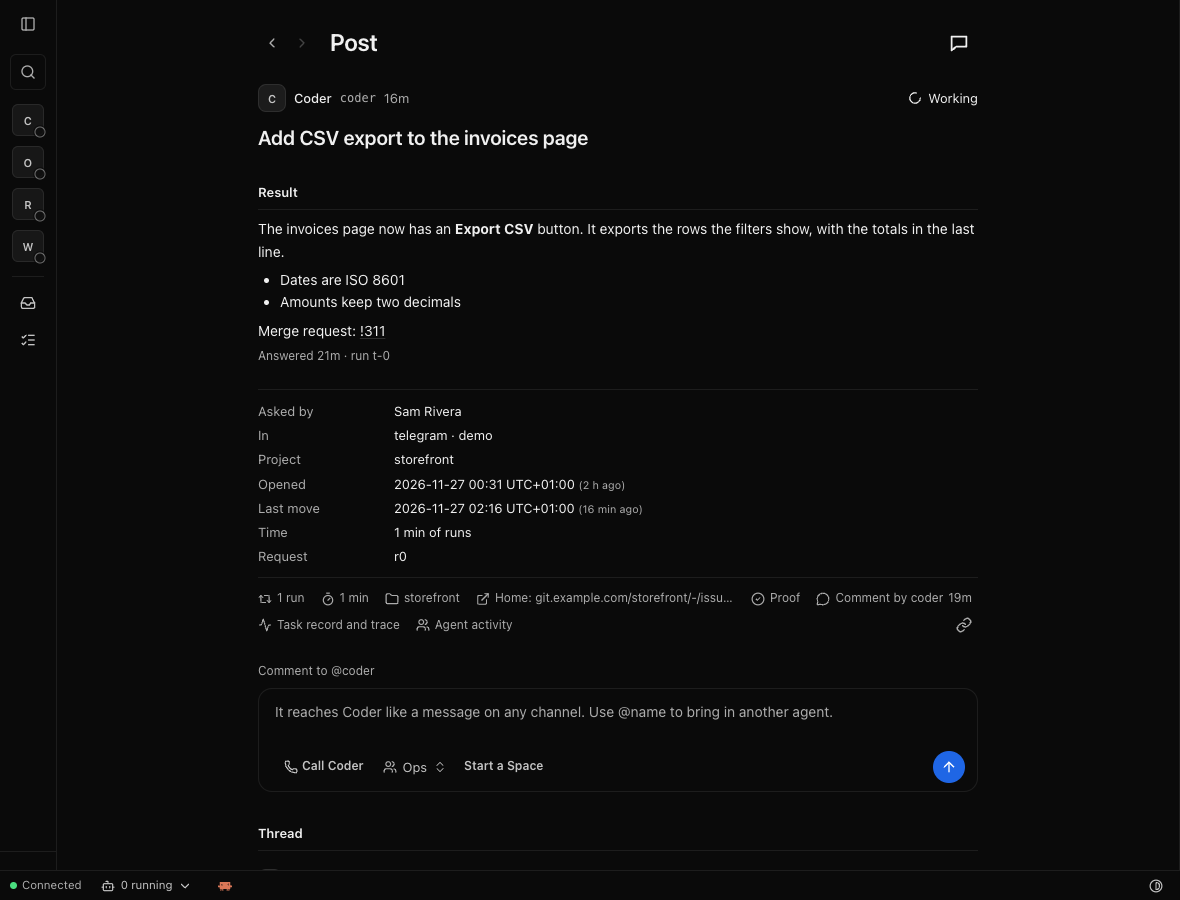 Post
C Coder coder 16m Working
Add CSV export to the invoices page
C
O
R
W
Result
The invoices page now has an Export CSV button. It exports the rows the filters show, with the totals in the last
line.
Dates are ISO 8601
Amounts keep two decimals
Merge request: !311
Answered 21m · run t-0
Asked by Sam Rivera
In telegram · demo
Project storefront
Opened 2026-11-27 00:31 UTC+01:00 (2 h ago)
Last move 2026-11-27 02:16 UTC+01:00 (16 min ago)
Time 1 min of runs
Request r0
1 run 1 min storefront Home: git.example.com/storefront/-/issu... Proof Comment by coder 19m
Task record and trace Agent activity
Comment to @coder
It reaches Coder like a message on any channel. Use @name to bring in another agent.
Call Coder Ops Start a Space
Thread
Connected 0 running